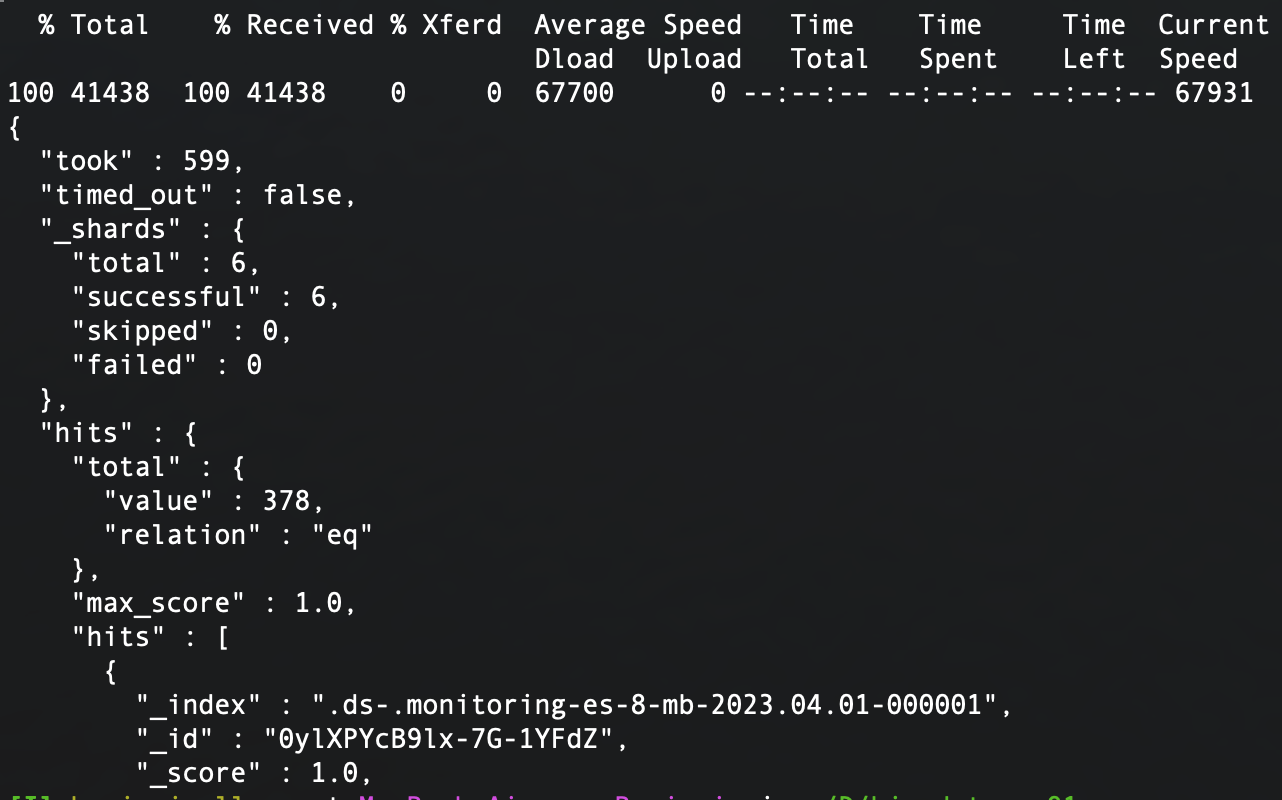 % Total % Received % Xferd Average Speed Time Time Time Current
Dload Upload Total Spent Left Speed
100 41438 100 41438 0 0 67700 0 --:--:-- --:--:-- --:--:-- 67931
{
"took" : 599,
"timed_out" : false,
"_shards" : {
"total" : 6,
"successful" : 6,
"skipped" : 0,
"failed" : 0
},
"hits" : {
"total" : {
"value" : 378,
"relation" : "eq"
},
"max_score" : 1.0,
"hits" : [
{
"_index" : ".ds-.monitoring-es-8-mb-2023.04.01-000001",
"_id" : "0ylXPYcB9lx-7G-1YFdZ",
"_score" : 1.0,